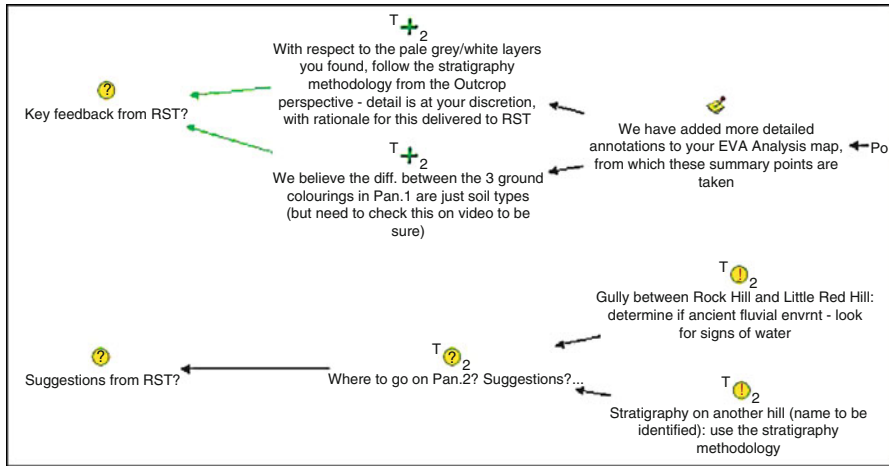 T 2
With respect to the pale grey/white layers
you found, follow the stratigraphy
methodology from the Outcrop
perspective - detail is at your discretion,
with rationale for this delivered to RST
?
Key feedback from RST?
We have added more detailed
annotations to your EVA Analysis map,
from which these summary points are
taken
Po
T 2
We believe the diff. between the 3 ground
colourings in Pan.1 are just soil types
(but need to check this on video to be
sure)
T ! 2
Gully between Rock Hill and Little Red Hill:
determine if ancient fluvial envrnt - look
for signs of water
?
Suggestions from RST?
T ? 2
Where to go on Pan.2? Suggestions?...
T ! 2
Stratigraphy on another hill (name to be
identified): use the stratigraphy
methodology